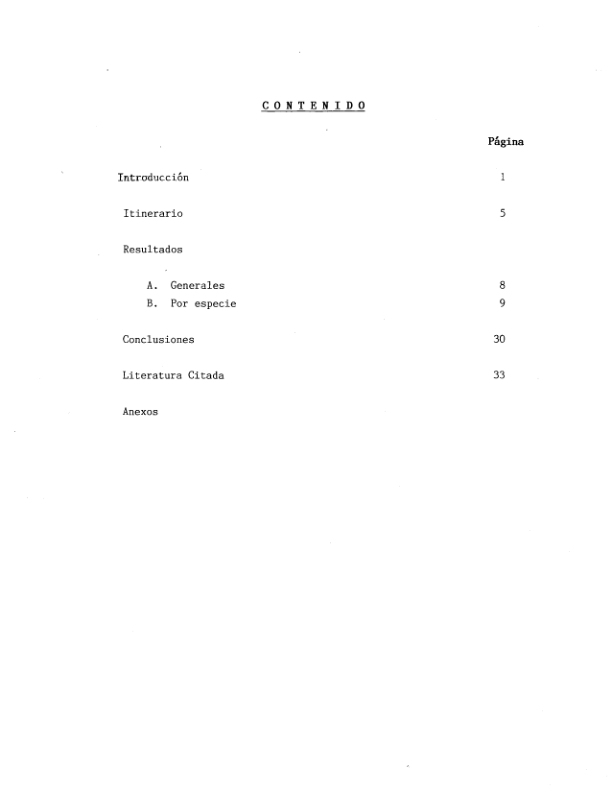 C O N T E N I D O
Página
Introducción 1
Itinerario 5
Resultados
A. Generales 8
B. Por especie 9
Conclusiones 30
Literatura Citada 33
Anexos